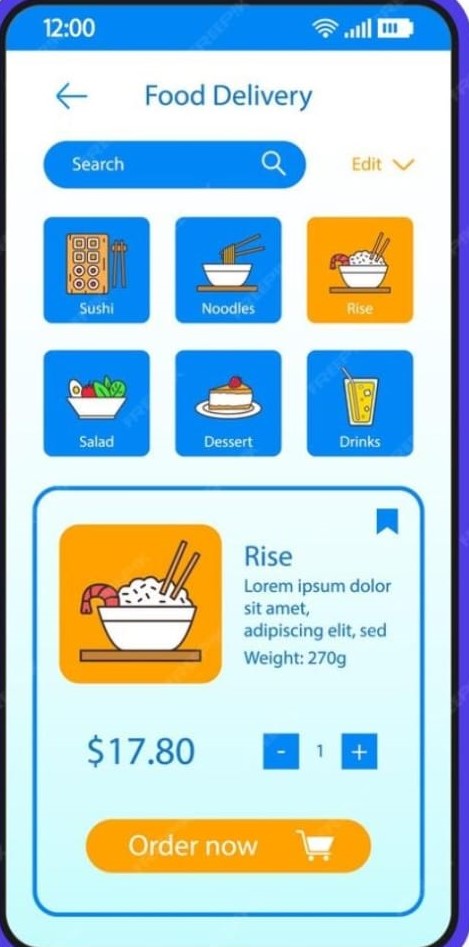 12:00
Food Delivery
Search
Edit
Sushi
Noodles
Rise
Salad
Dessert
Drinks
Rise
Lorem ipsum dolor
sit amet,
adipiscing elit, sed
Weight: 270g
$17.80
- 1 +
Order now